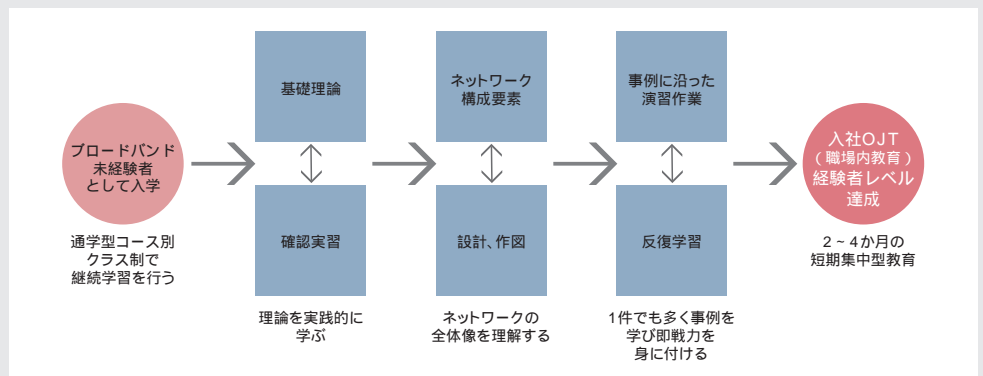 ブロードバンド
未経験者
として入学
通学型コース別
クラス制で
継続学習を行う
基礎理論
確認実習
理論を実践的に
学ぶ
ネットワーク
構成要素
設計、作図
ネットワークの
全体像を理解する
事例に沿った
演習作業
反復学習
1件でも多く事例を
学び即戦力を
身に付ける
入社OJT
(職場内教育)
経験者レベル
達成
2~4か月の
短期集中型教育